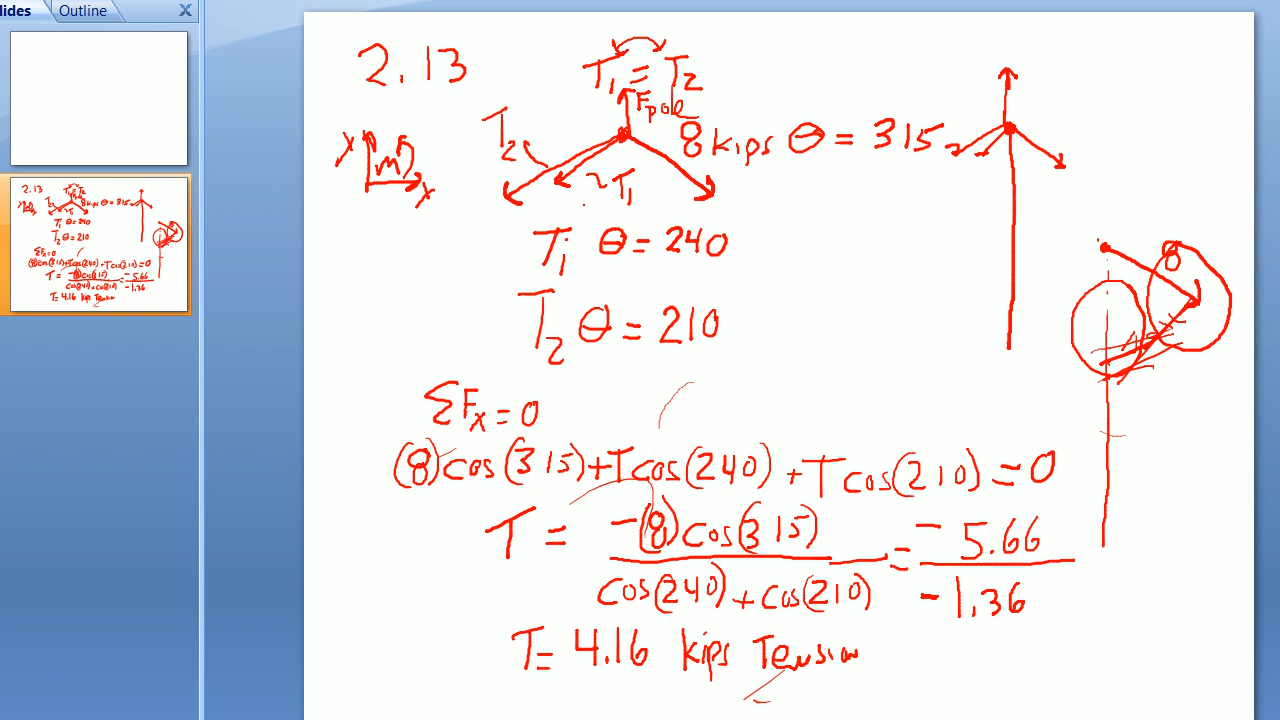 lides
Outline
X
2.13
T1 = T2
Fpole
T2
8 kips θ = 315
Y
m
x
T1
T1 θ = 240
8
T2 θ = 210
ΣFx = 0
(8)cos(315)+Tcos(240)+Tcos(210)=0
T = -(8)cos(315) = -5.66
cos(240)+cos(210) -1.36
T= 4.16 kips Tension